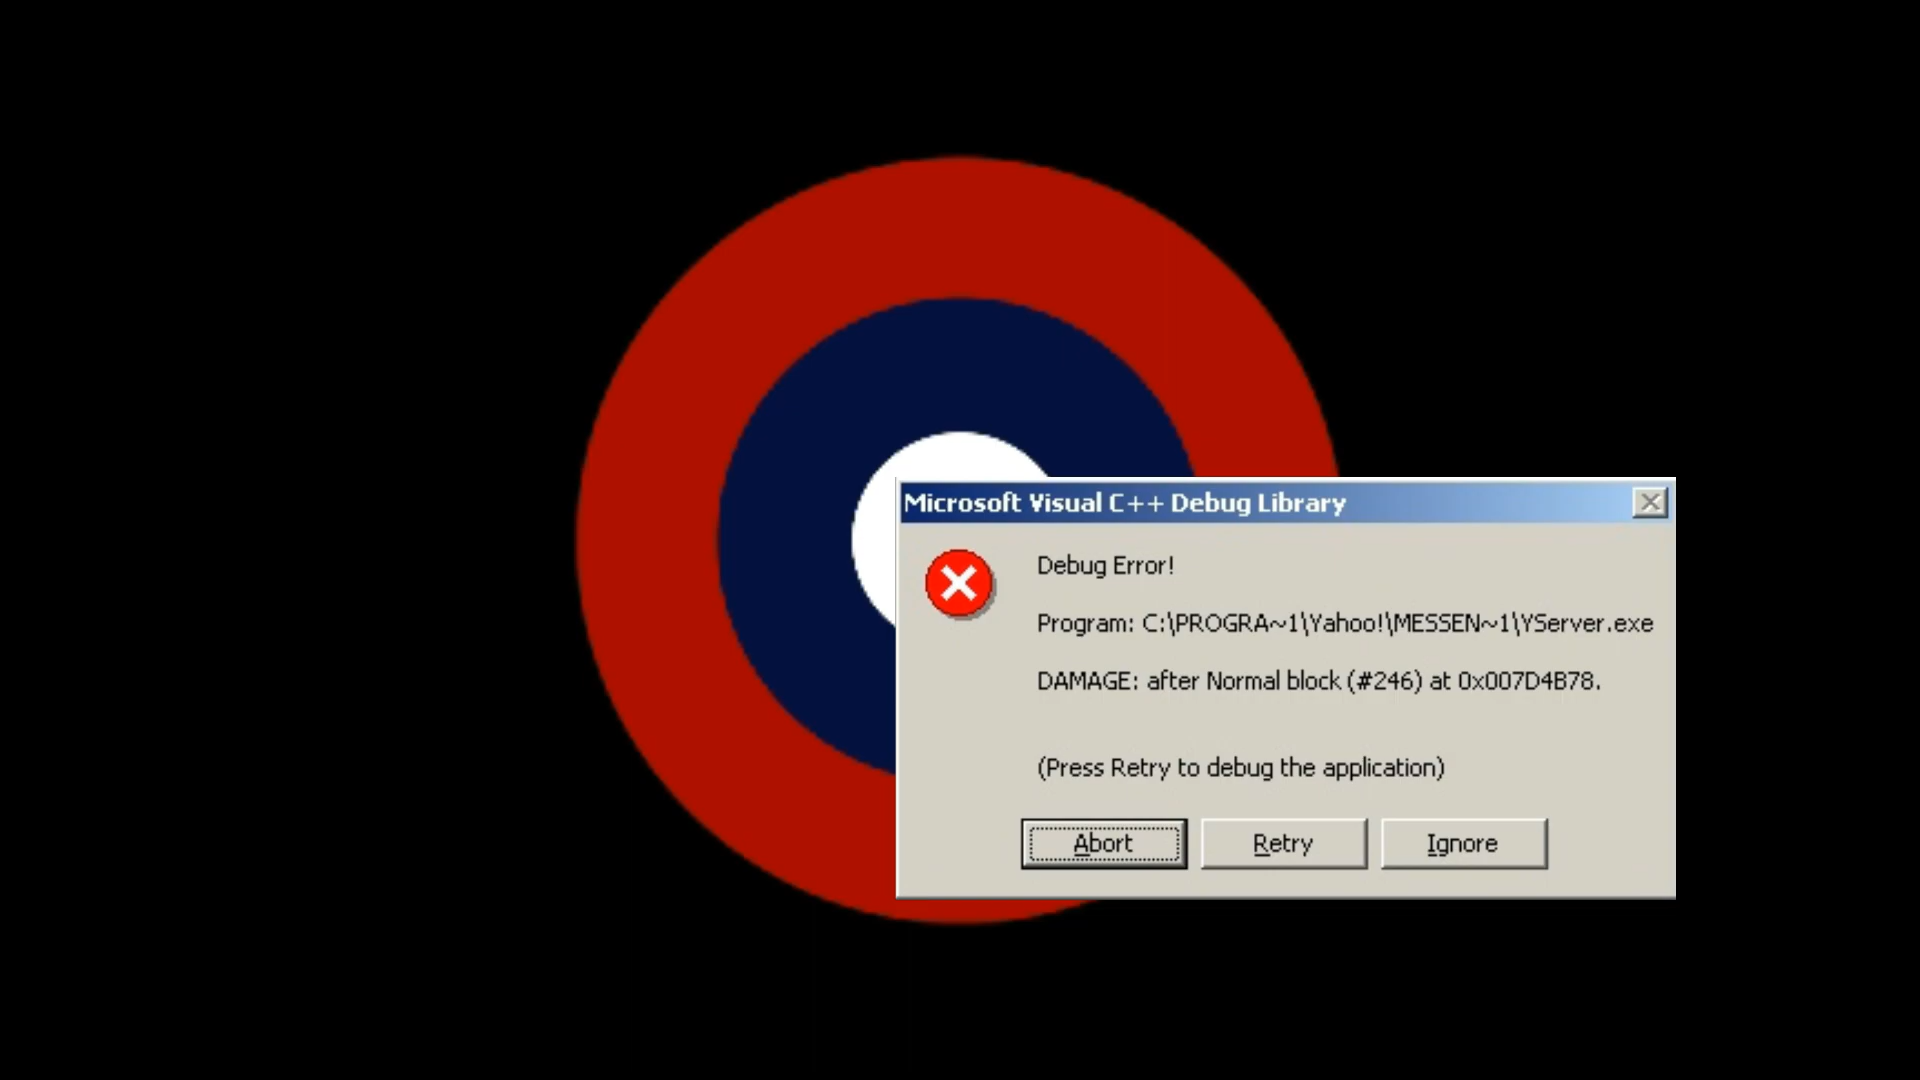 Microsoft Visual C++ Debug Library
Debug Error!
Program: C:\PROGRA~1\Yahoo!\MESSEN~1\YServer.exe
DAMAGE: after Normal block (#246) at 0x007D4B78.
(Press Retry to debug the application)
Abort Retry Ignore